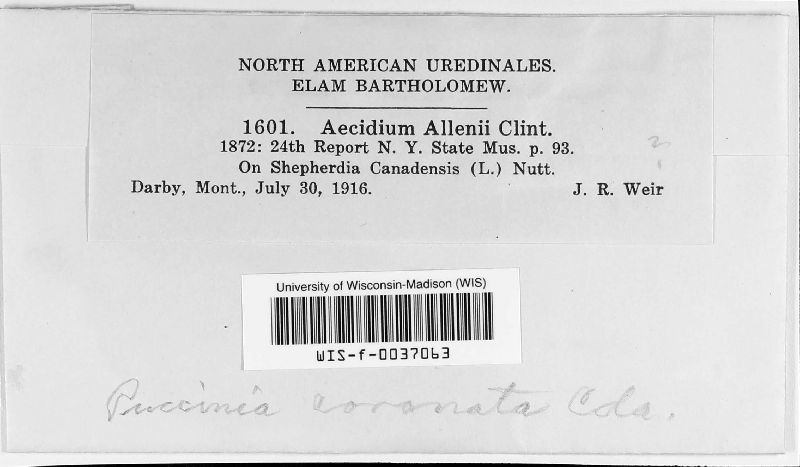 NORTH AMERICAN UREDINALES.
ELAM BARTHOLOMEW.
1601. Aecidium Allenii Clint.
1872: 24th Report N. Y. State Mus. p. 93.
On Shepherdia Canadensis (L.) Nutt.
Darby, Mont., July 30, 1916. J. R. Weir
?
University of Wisconsin-Madison (WIS)
WIS-f-0037063
Puccinia coronata Cda.